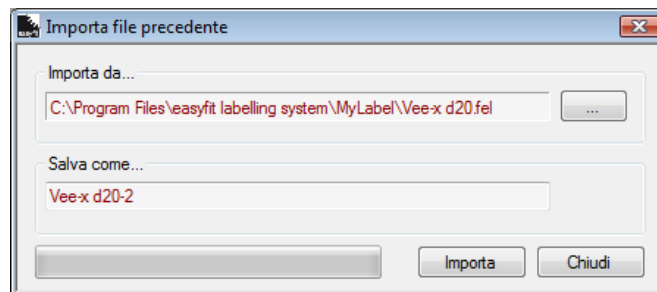 Importa file precedente
Importa da...
C:\Program Files\easyfit labelling system\MyLabel\Vee-x d20.fel
...
Salva come...
Vee-x d20-2
Importa
Chiudi